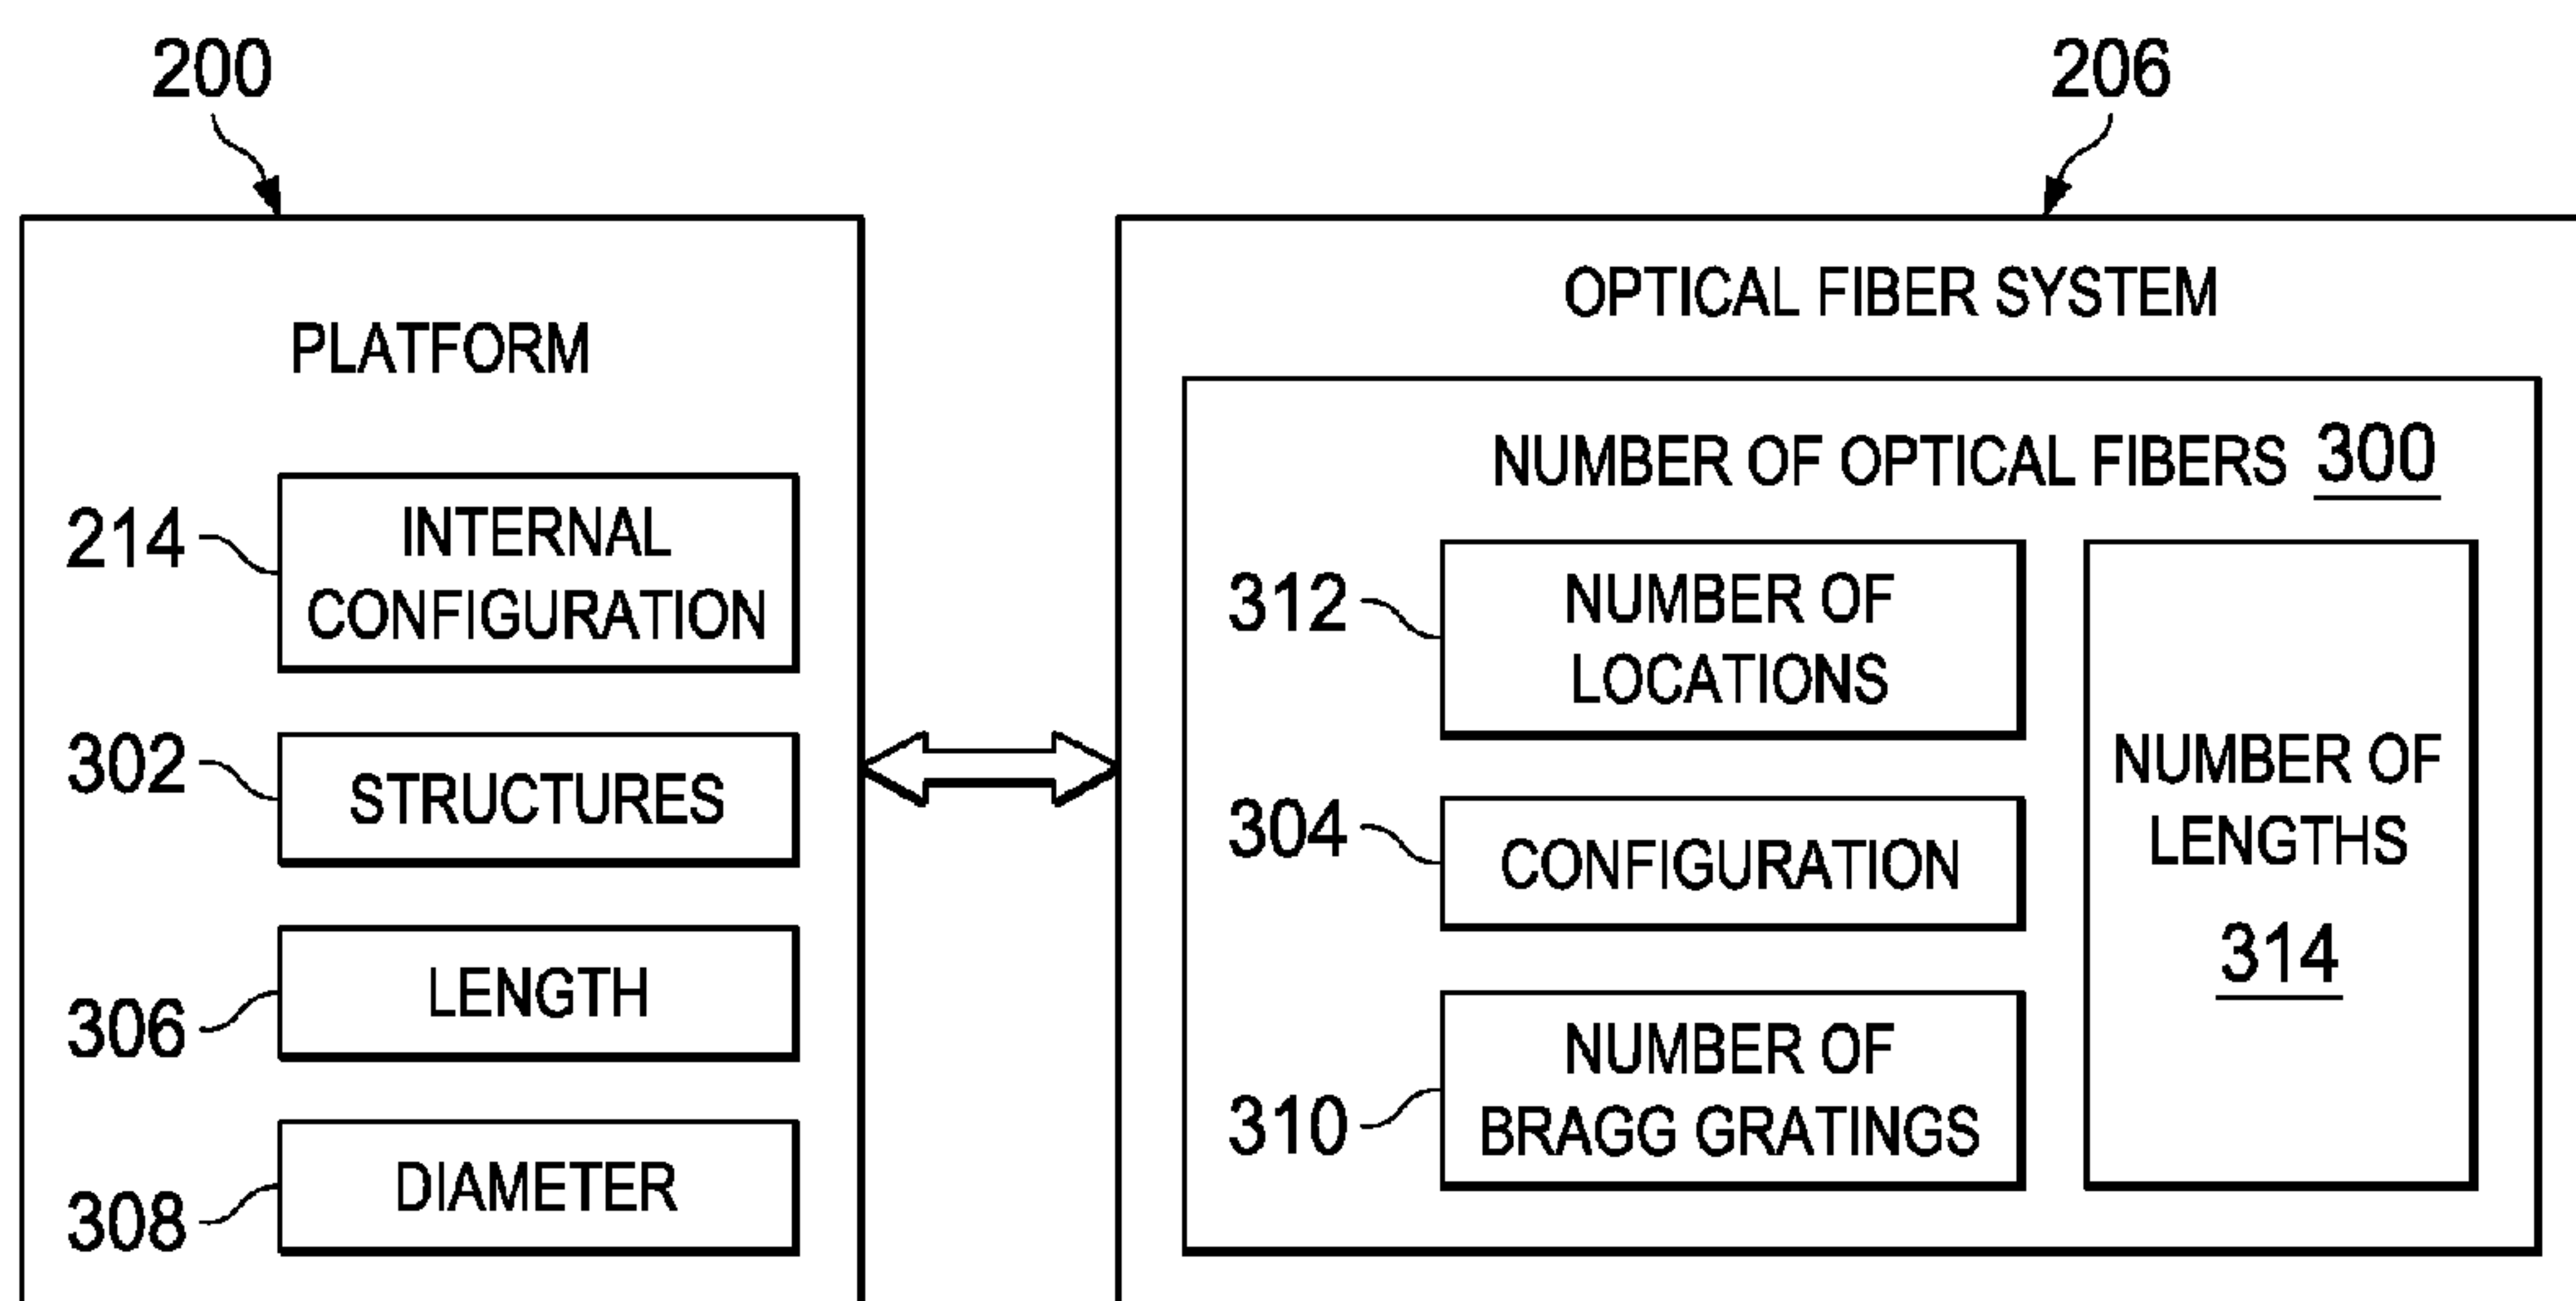 200
206
PLATFORM
214
INTERNAL
CONFIGURATION
302
STRUCTURES
306
LENGTH
308
DIAMETER
OPTICAL FIBER SYSTEM
NUMBER OF OPTICAL FIBERS 300
312
NUMBER OF
LOCATIONS
304
CONFIGURATION
310
NUMBER OF
BRAGG GRATINGS
NUMBER OF
LENGTHS
314